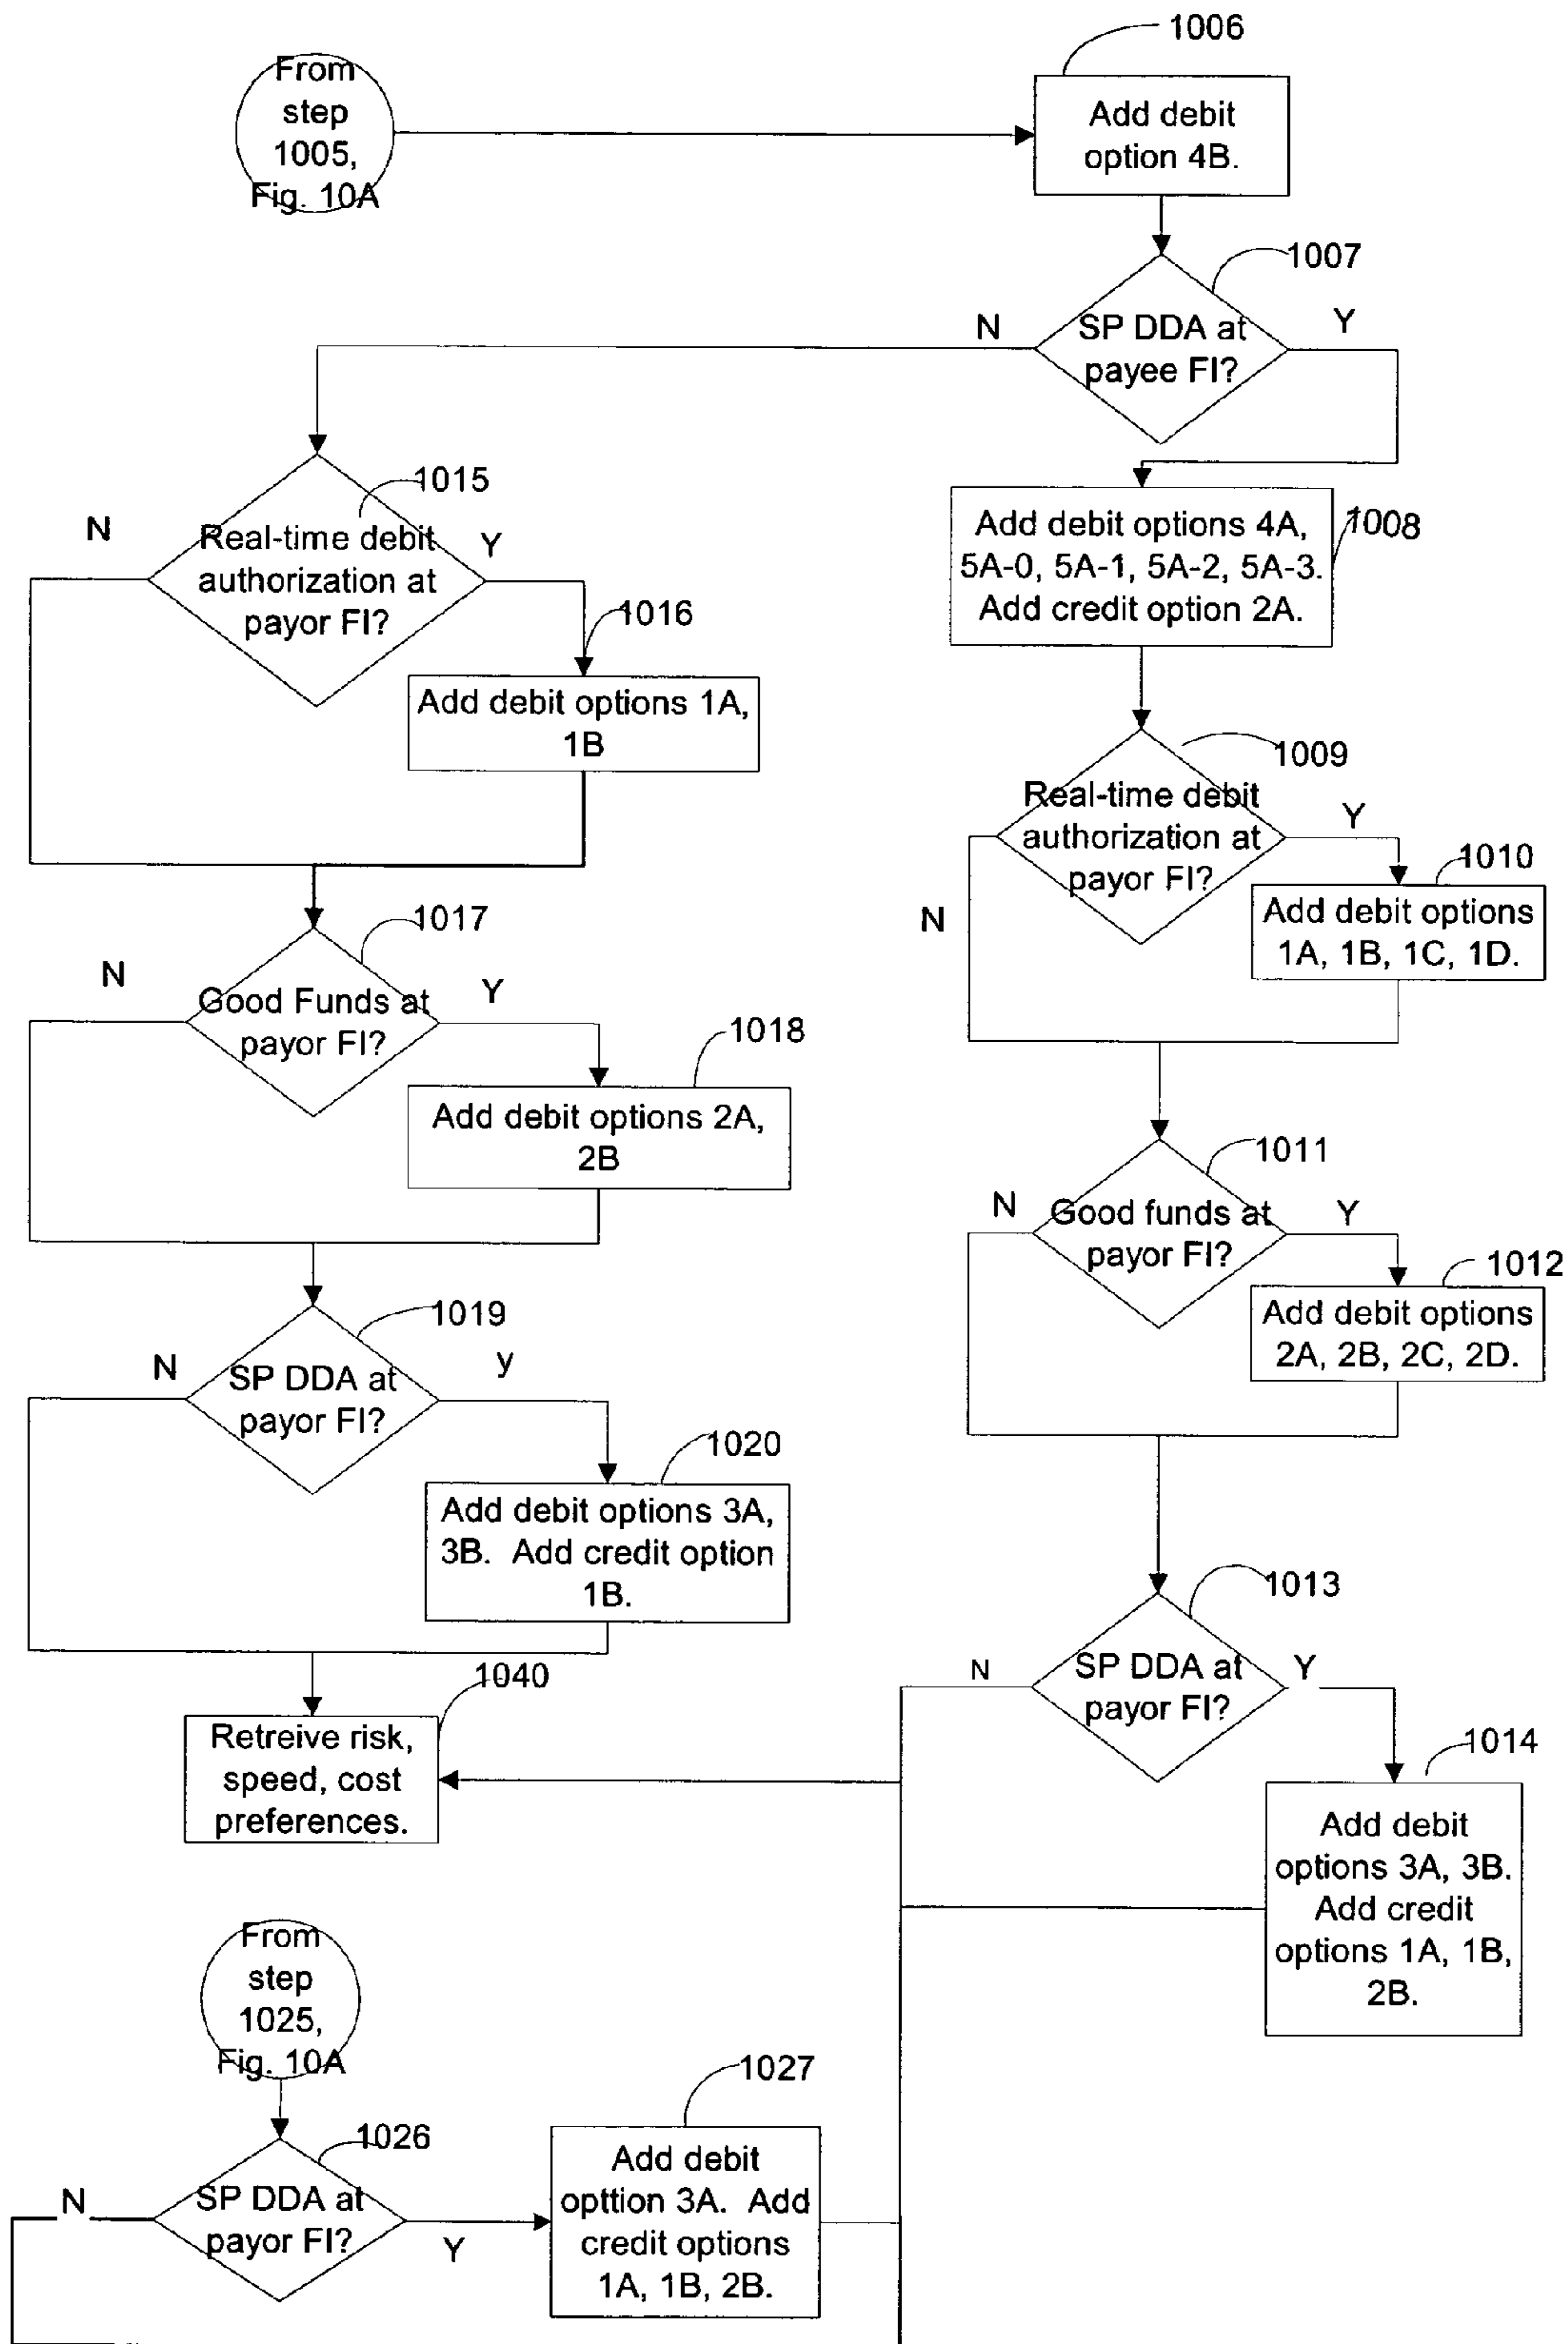 1006
From
step
1005,
Fig. 10A
Add debit
option 4B.
1007
N
SP DDA at
payee FI?
Y
1015
N
Real-time debit
authorization at
payor FI?
Y
1008
Add debit options 4A,
5A-0, 5A-1, 5A-2, 5A-3.
Add credit option 2A.
1016
Add debit options 1A,
1B
1009
Real-time debit
authorization at
payor FI?
Y
N
1010
Add debit options
1A, 1B, 1C, 1D.
1017
N
Good Funds at
payor FI?
Y
1018
Add debit options 2A,
2B
1011
N
Good funds at
payor FI?
Y
1012
Add debit options
2A, 2B, 2C, 2D.
1019
N
SP DDA at
payor FI?
y
1020
Add debit options 3A,
3B. Add credit option
1B.
1013
N
SP DDA at
payor FI?
Y
1040
Retreive risk,
speed, cost
preferences.
1014
Add debit
options 3A, 3B.
Add credit
options 1A, 1B,
2B.
From
step
1025,
Fig. 10A
1026
N
SP DDA at
payor FI?
Y
1027
Add debit
opttion 3A. Add
credit options
1A, 1B, 2B.